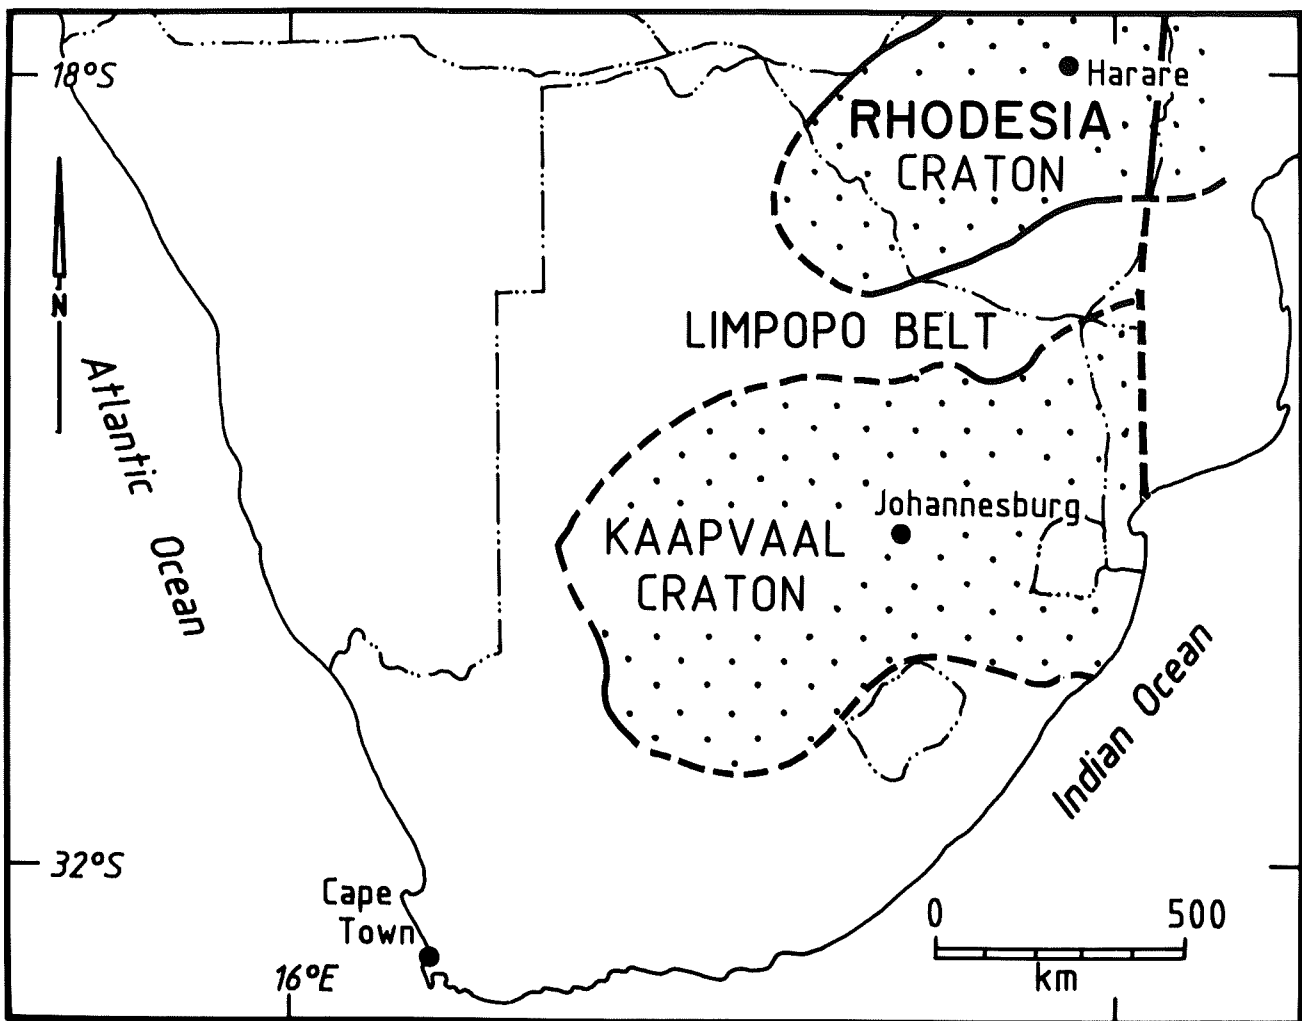 18°S
Harare
RHODESIA
CRATON
N
LIMPOPO BELT
Atlantic Ocean
Johannesburg
KAAPVAAL
CRATON
Indian Ocean
32°S
Cape
Town
0 500
km
16°E